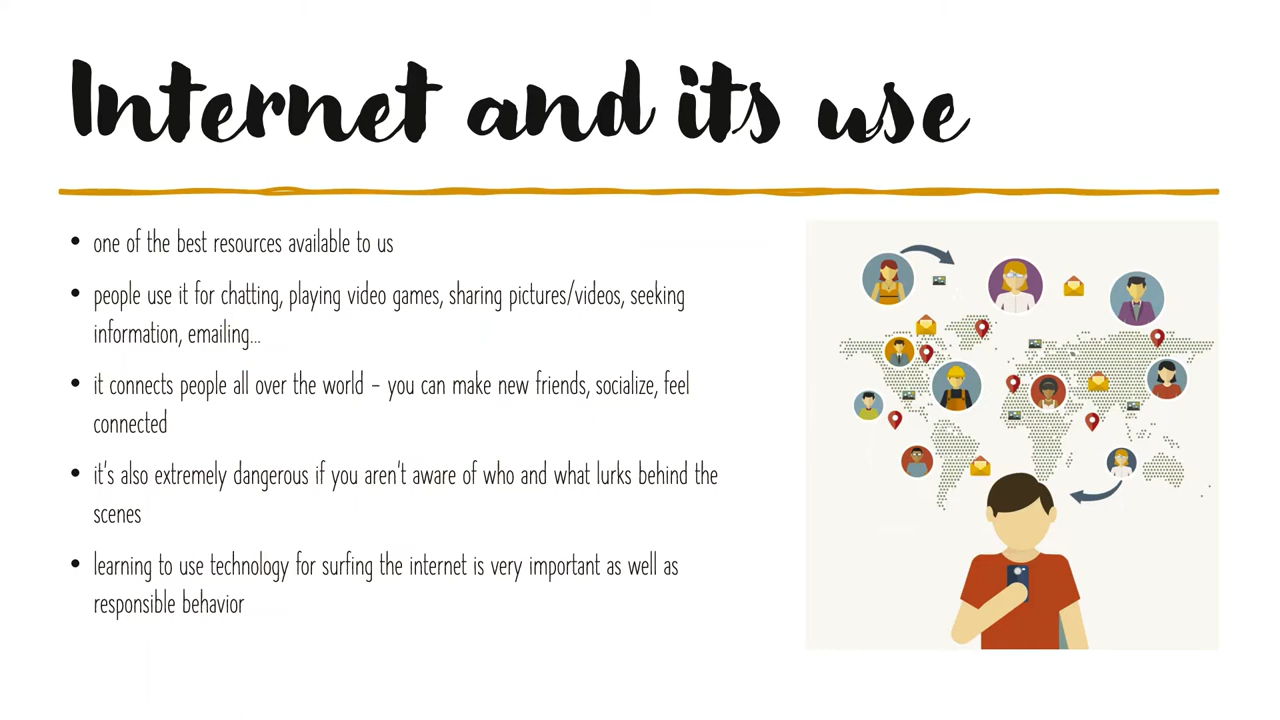 Internet and its use
• one of the best resources available to us
• people use it for chatting, playing video games, sharing pictures/videos, seeking
information, emailing...
• it connects people all over the world – you can make new friends, socialize, feel
connected
• it's also extremely dangerous if you aren't aware of who and what lurks behind the
scenes
• learning to use technology for surfing the internet is very important as well as
responsible behavior